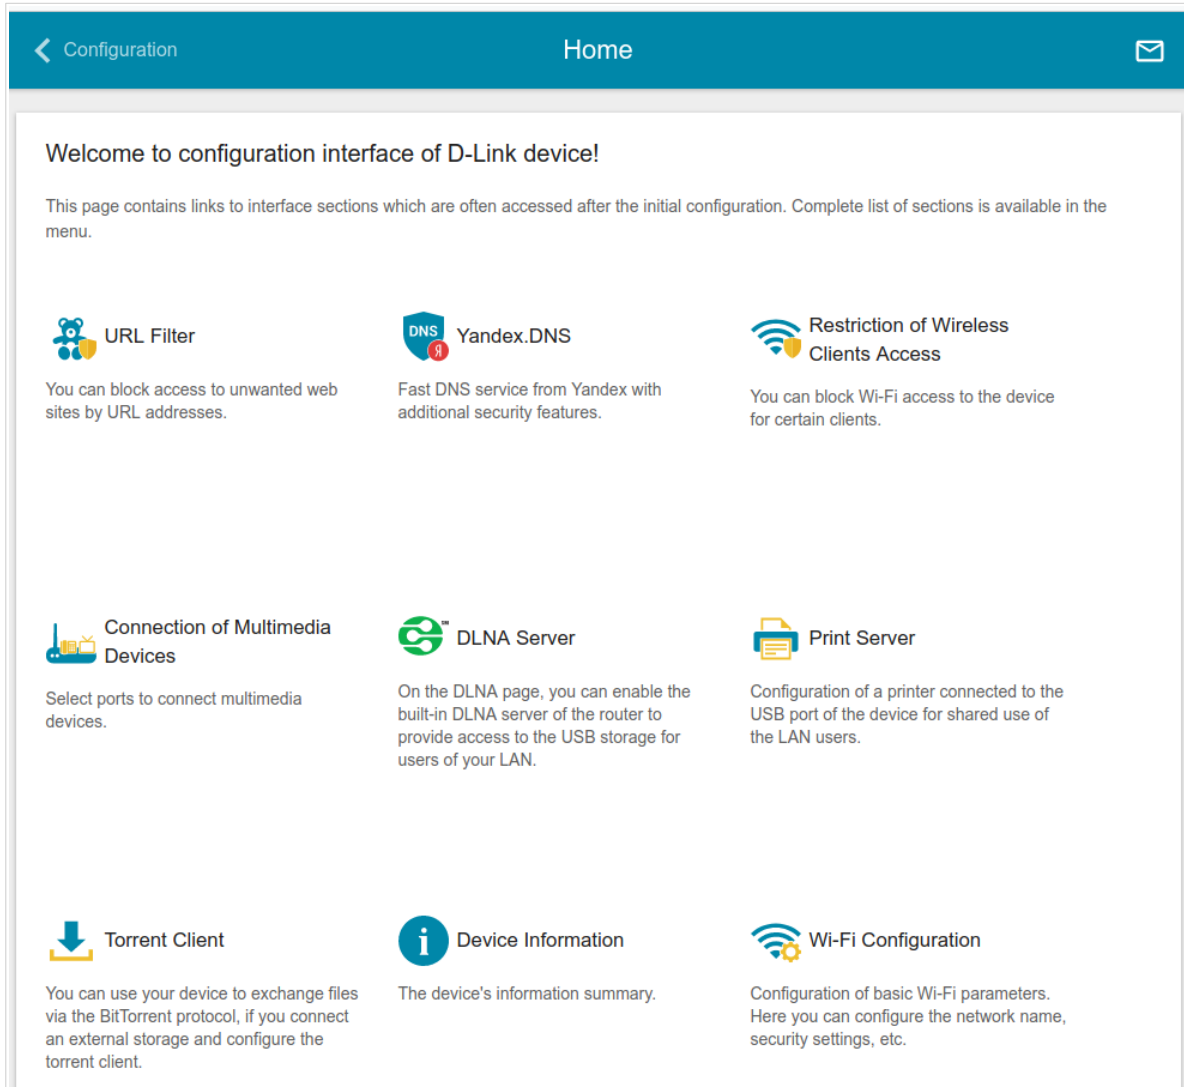 Configuration
Home
Welcome to configuration interface of D-Link device!
This page contains links to interface sections which are often accessed after the initial configuration. Complete list of sections is available in the
menu.
URL Filter
You can block access to unwanted web
sites by URL addresses.
DNS
Я
Yandex.DNS
Fast DNS service from Yandex with
additional security features.
Restriction of Wireless
Clients Access
You can block Wi-Fi access to the device
for certain clients.
Connection of Multimedia
Devices
Select ports to connect multimedia
devices.
TM
DLNA Server
On the DLNA page, you can enable the
built-in DLNA server of the router to
provide access to the USB storage for
users of your LAN.
Print Server
Configuration of a printer connected to the
USB port of the device for shared use of
the LAN users.
Torrent Client
You can use your device to exchange files
via the BitTorrent protocol, if you connect
an external storage and configure the
torrent client.
i
Device Information
The device's information summary.
Wi-Fi Configuration
Configuration of basic Wi-Fi parameters.
Here you can configure the network name,
security settings, etc.